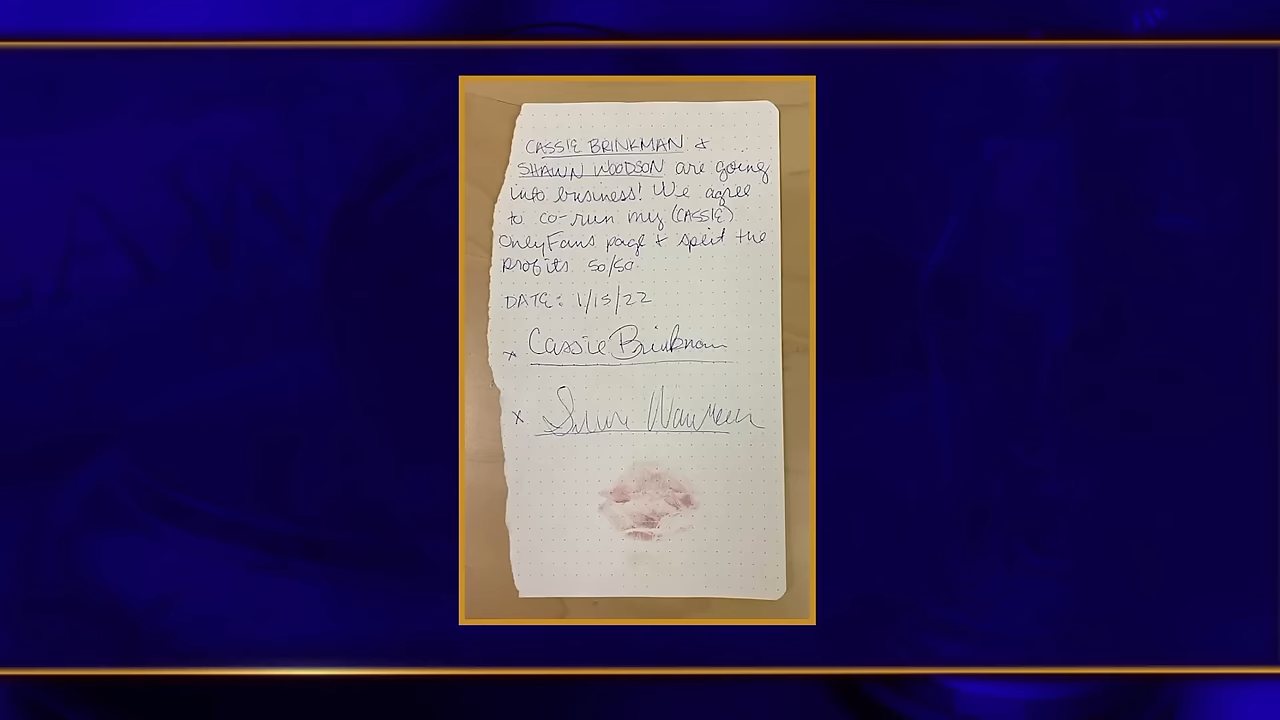 CASSIE BRINKMAN &
SHAWN WOODSON are going
into business! We agree
to co-run my (CASSIE)
OnlyFans page & split the
profits 50/50.
DATE: 1/15/22
x Cassie Brinkman
x